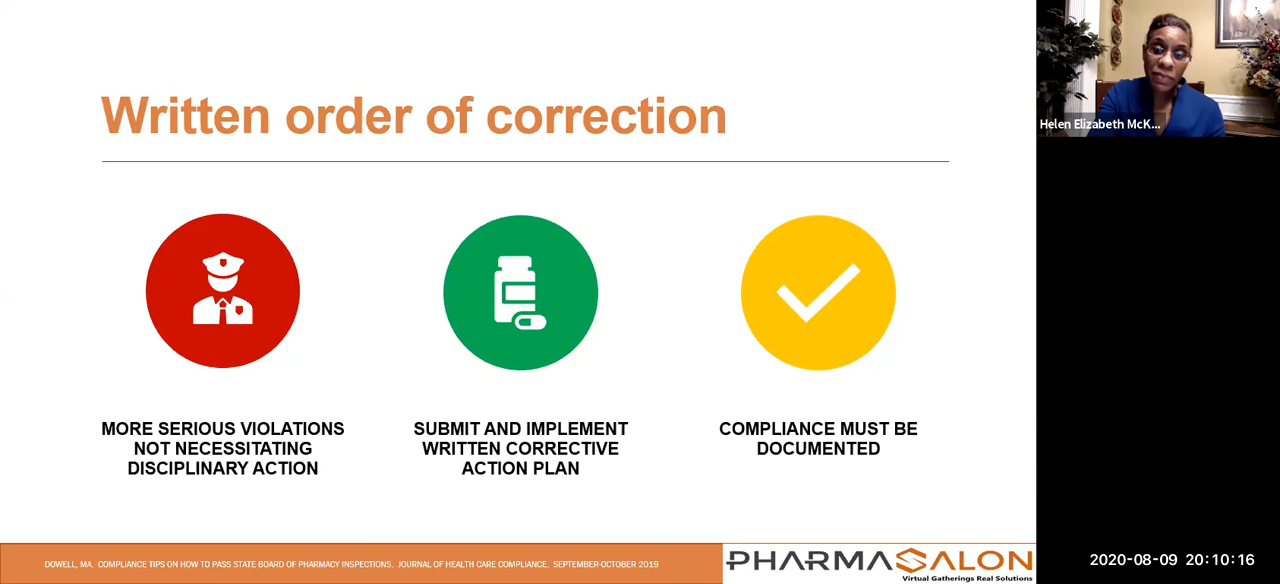 Written order of correction
MORE SERIOUS VIOLATIONS
NOT NECESSITATING
DISCIPLINARY ACTION
SUBMIT AND IMPLEMENT
WRITTEN CORRECTIVE
ACTION PLAN
COMPLIANCE MUST BE
DOCUMENTED
DOWELL, MA. COMPLIANCE TIPS ON HOW TO PASS STATE BOARD OF PHARMACY INSPECTIONS. JOURNAL OF HEALTH CARE COMPLIANCE. SEPTEMBER-OCTOBER 2019
PHARMASALON
Virtual Gatherings Real Solutions
Helen Elizabeth McK...
2020-08-09 20:10:16